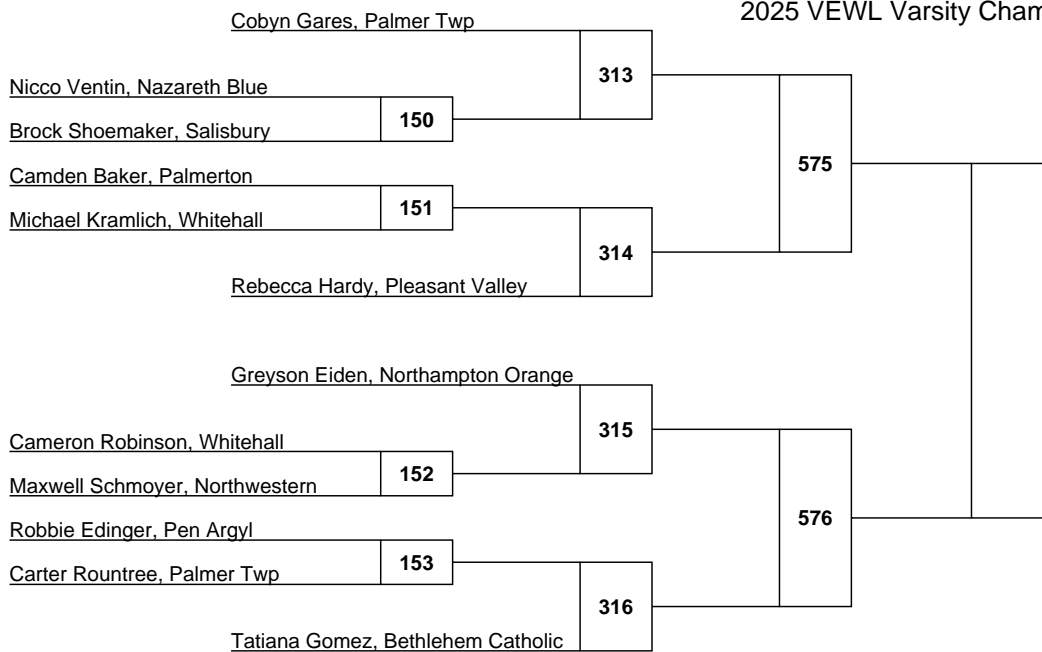 2025 VEWL Varsity Cham
Cobyn Gares, Palmer Twp
313
Nicco Ventin, Nazareth Blue
150
Brock Shoemaker, Salisbury
575
Camden Baker, Palmerton
151
Michael Kramlich, Whitehall
314
Rebecca Hardy, Pleasant Valley
Greyson Eiden, Northampton Orange
315
Cameron Robinson, Whitehall
152
Maxwell Schmoyer, Northwestern
576
Robbie Edinger, Pen Argyl
153
Carter Rountree, Palmer Twp
316
Tatiana Gomez, Bethlehem Catholic